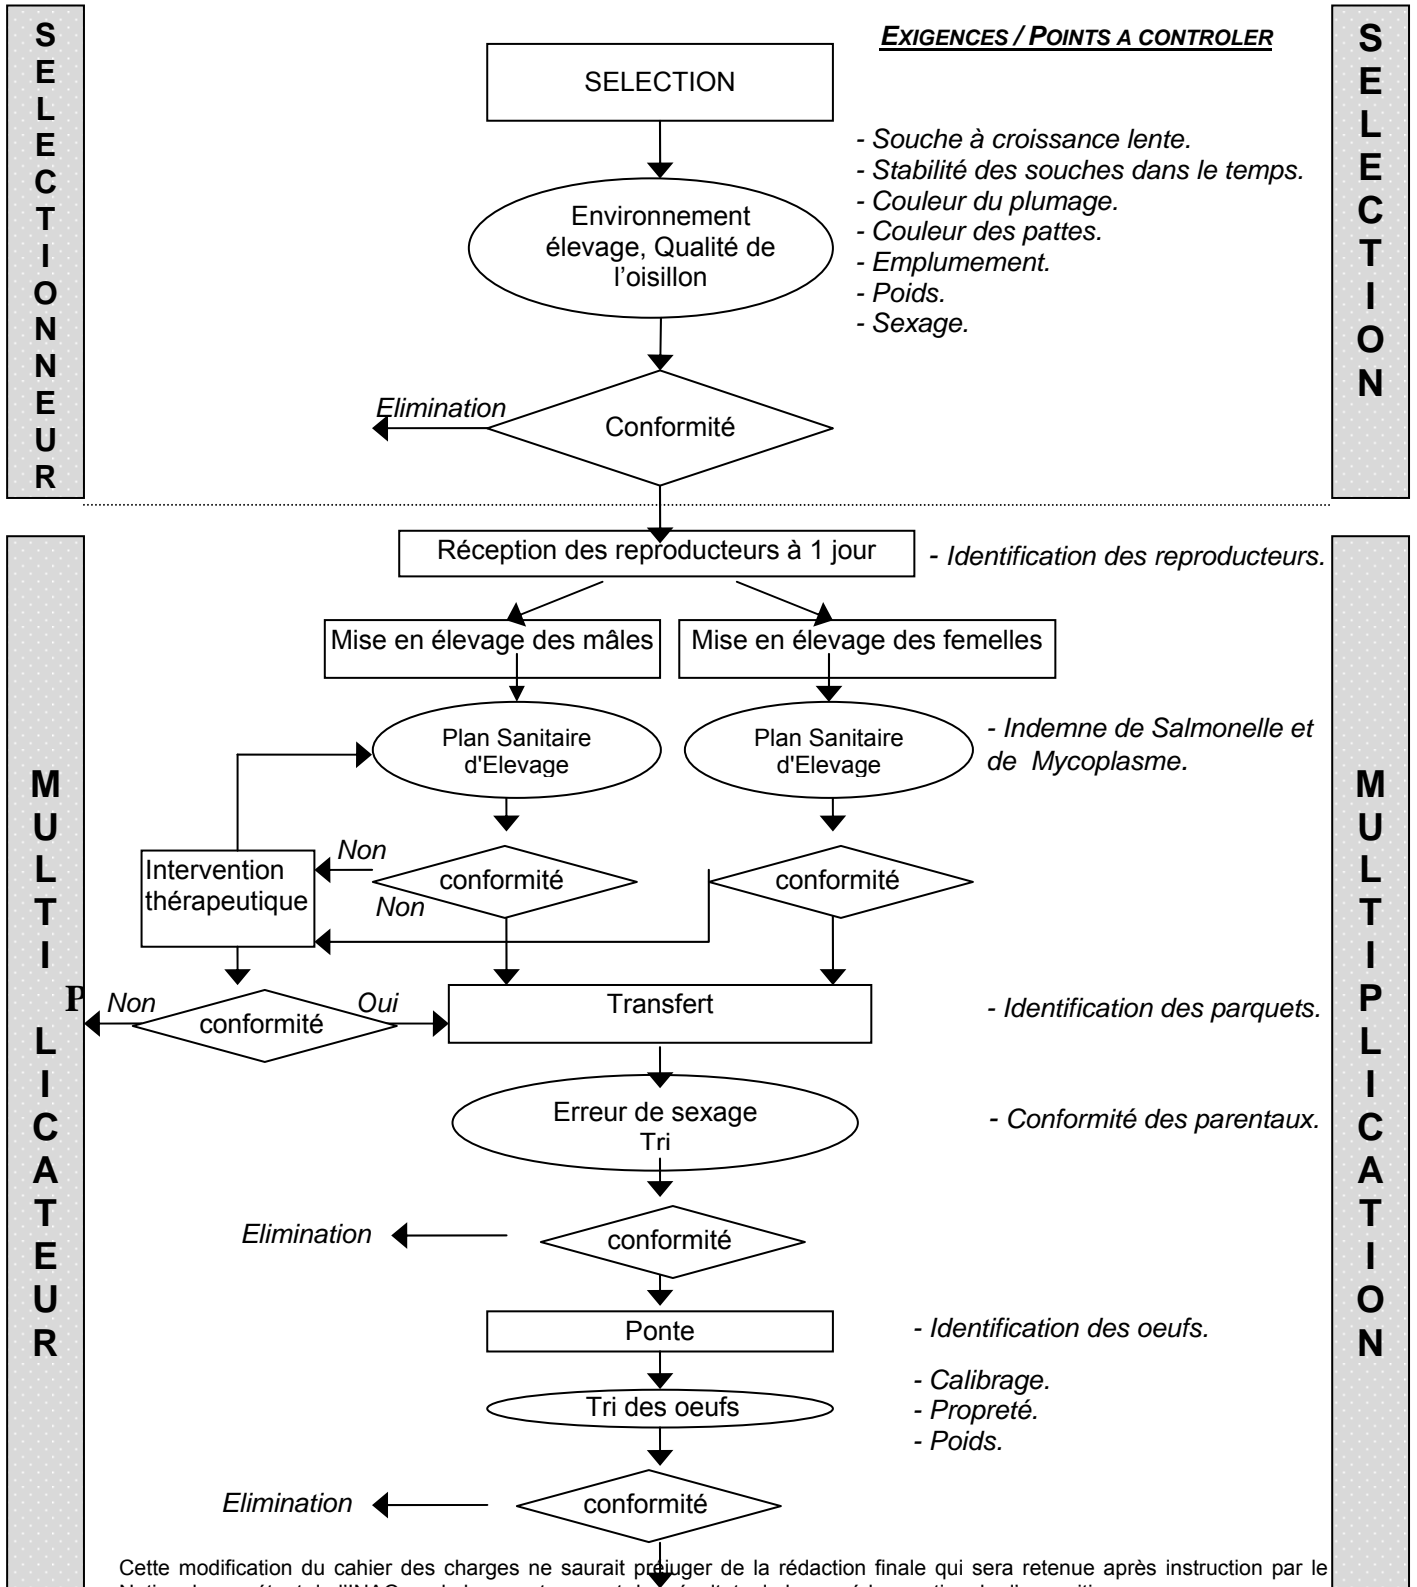 SELECTIONNEUR
EXIGENCES / POINTS A CONTROLER
SELECTION
SELECTION
- Souche à croissance lente.
- Stabilité des souches dans le temps.
- Couleur du plumage.
- Couleur des pattes.
- Emplumement.
- Poids.
- Sexage.
Environnement
élevage, Qualité de
l'oisillon
Elimination
Conformité
MULTIPLICATEUR
MULTIPLICATION
Réception des reproducteurs à 1 jour
- Identification des reproducteurs.
Mise en élevage des mâles
Mise en élevage des femelles
Plan Sanitaire
d'Elevage
Plan Sanitaire
d'Elevage
- Indemne de Salmonelle et
de Mycoplasme.
Intervention
thérapeutique
Non
conformité
Non
conformité
Non
conformité
Oui
Transfert
- Identification des parquets.
Erreur de sexage
Tri
- Conformité des parentaux.
Elimination
conformité
Ponte
- Identification des oeufs.
Tri des oeufs
- Calibrage.
- Propreté.
- Poids.
Elimination
conformité
Cette modification du cahier des charges ne saurait préjuger de la rédaction finale qui sera retenue après instruction par le